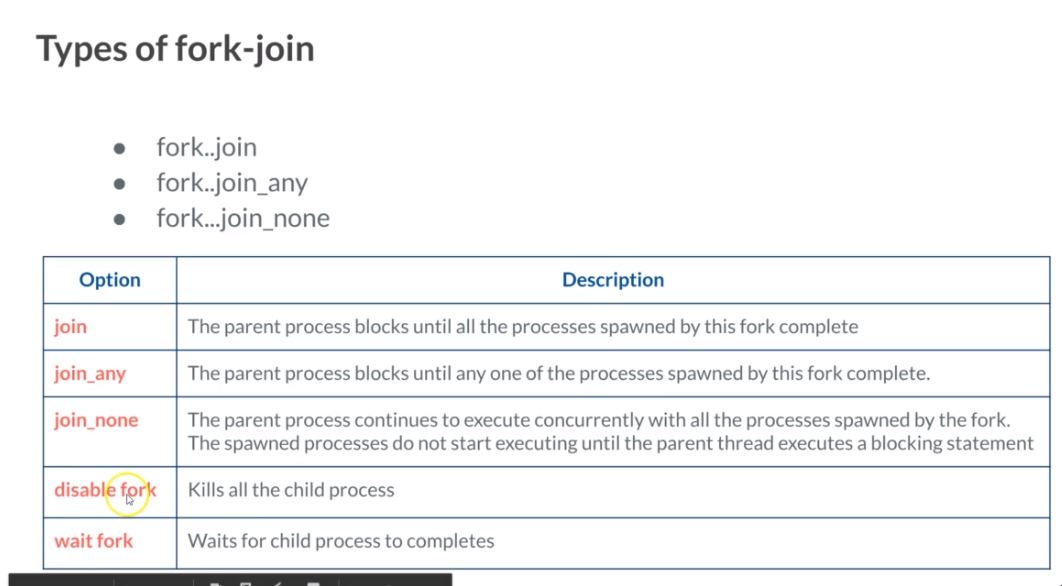 Types of fork-join
● fork..join
● fork..join_any
● fork...join_none
Option Description
join The parent process blocks until all the processes spawned by this fork complete
join_any The parent process blocks until any one of the processes spawned by this fork complete.
join_none The parent process continues to execute concurrently with all the processes spawned by the fork.
The spawned processes do not start executing until the parent thread executes a blocking statement
disable fork Kills all the child process
wait fork Waits for child process to completes